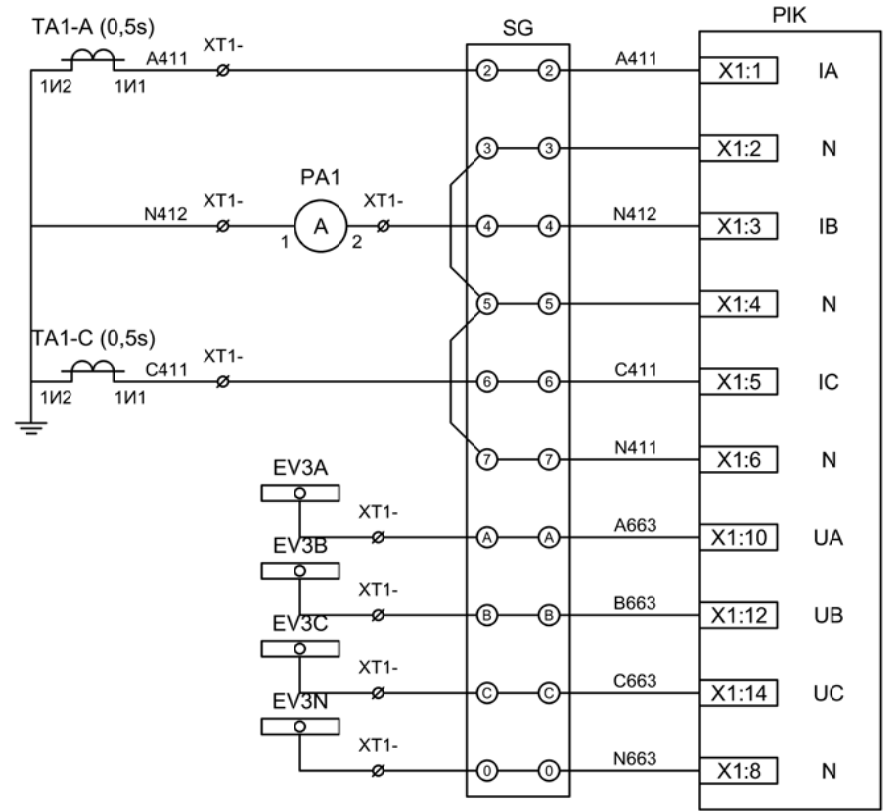 PIK
SG
TA1-A (0,5s)
XT1-
A411
1И2
1И1
2
2
A411
X1:1
IA
3
3
X1:2
N
PA1
N412
XT1-
XT1-
1
A
2
4
4
N412
X1:3
IB
5
5
X1:4
N
TA1-C (0,5s)
XT1-
C411
1И2
1И1
6
6
C411
X1:5
IC
7
7
N411
X1:6
N
EV3A
XT1-
A
A
A663
X1:10
UA
EV3B
XT1-
B
B
B663
X1:12
UB
EV3C
XT1-
C
C
C663
X1:14
UC
EV3N
XT1-
0
0
N663
X1:8
N